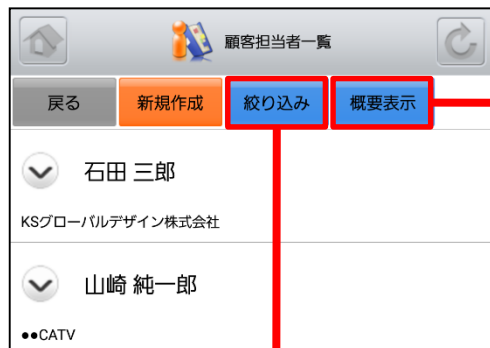 顧客担当者一覧
戻る 新規作成 絞り込み 概要表示
石田 三郎
KSグローバルデザイン株式会社
山崎 純一郎
●●CATV